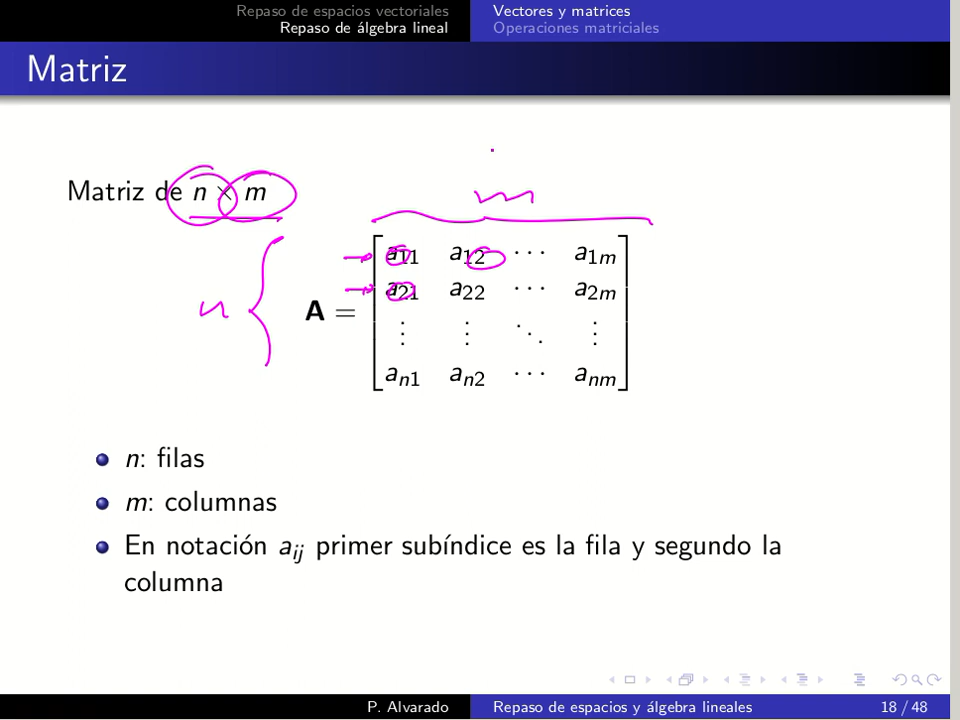 Repaso de espacios vectoriales
Repaso de álgebra lineal
Vectores y matrices
Operaciones matriciales
Matriz
Matriz de n × m
m
n
A =
a11 a12 ⋯ a1m
a21 a22 ⋯ a2m
⋮ ⋮ ⋱ ⋮
an1 an2 ⋯ anm
n: filas
m: columnas
En notación aij primer subíndice es la fila y segundo la
columna
P. Alvarado
Repaso de espacios y álgebra lineales
18 / 48